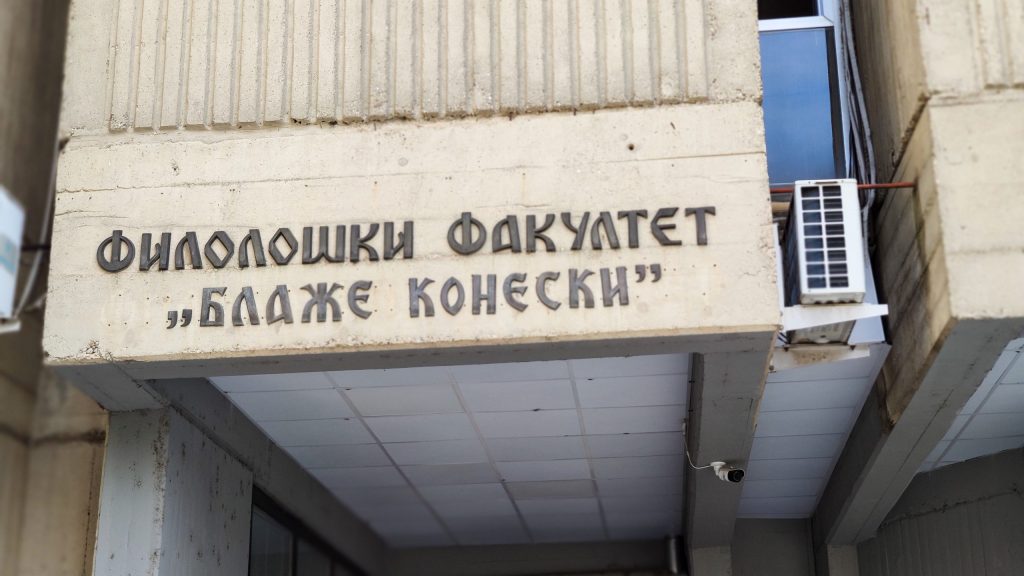 ФИЛОЛОШКИ ФАКУЛТЕТ
„БЛАЖЕ КОНЕСКИ”